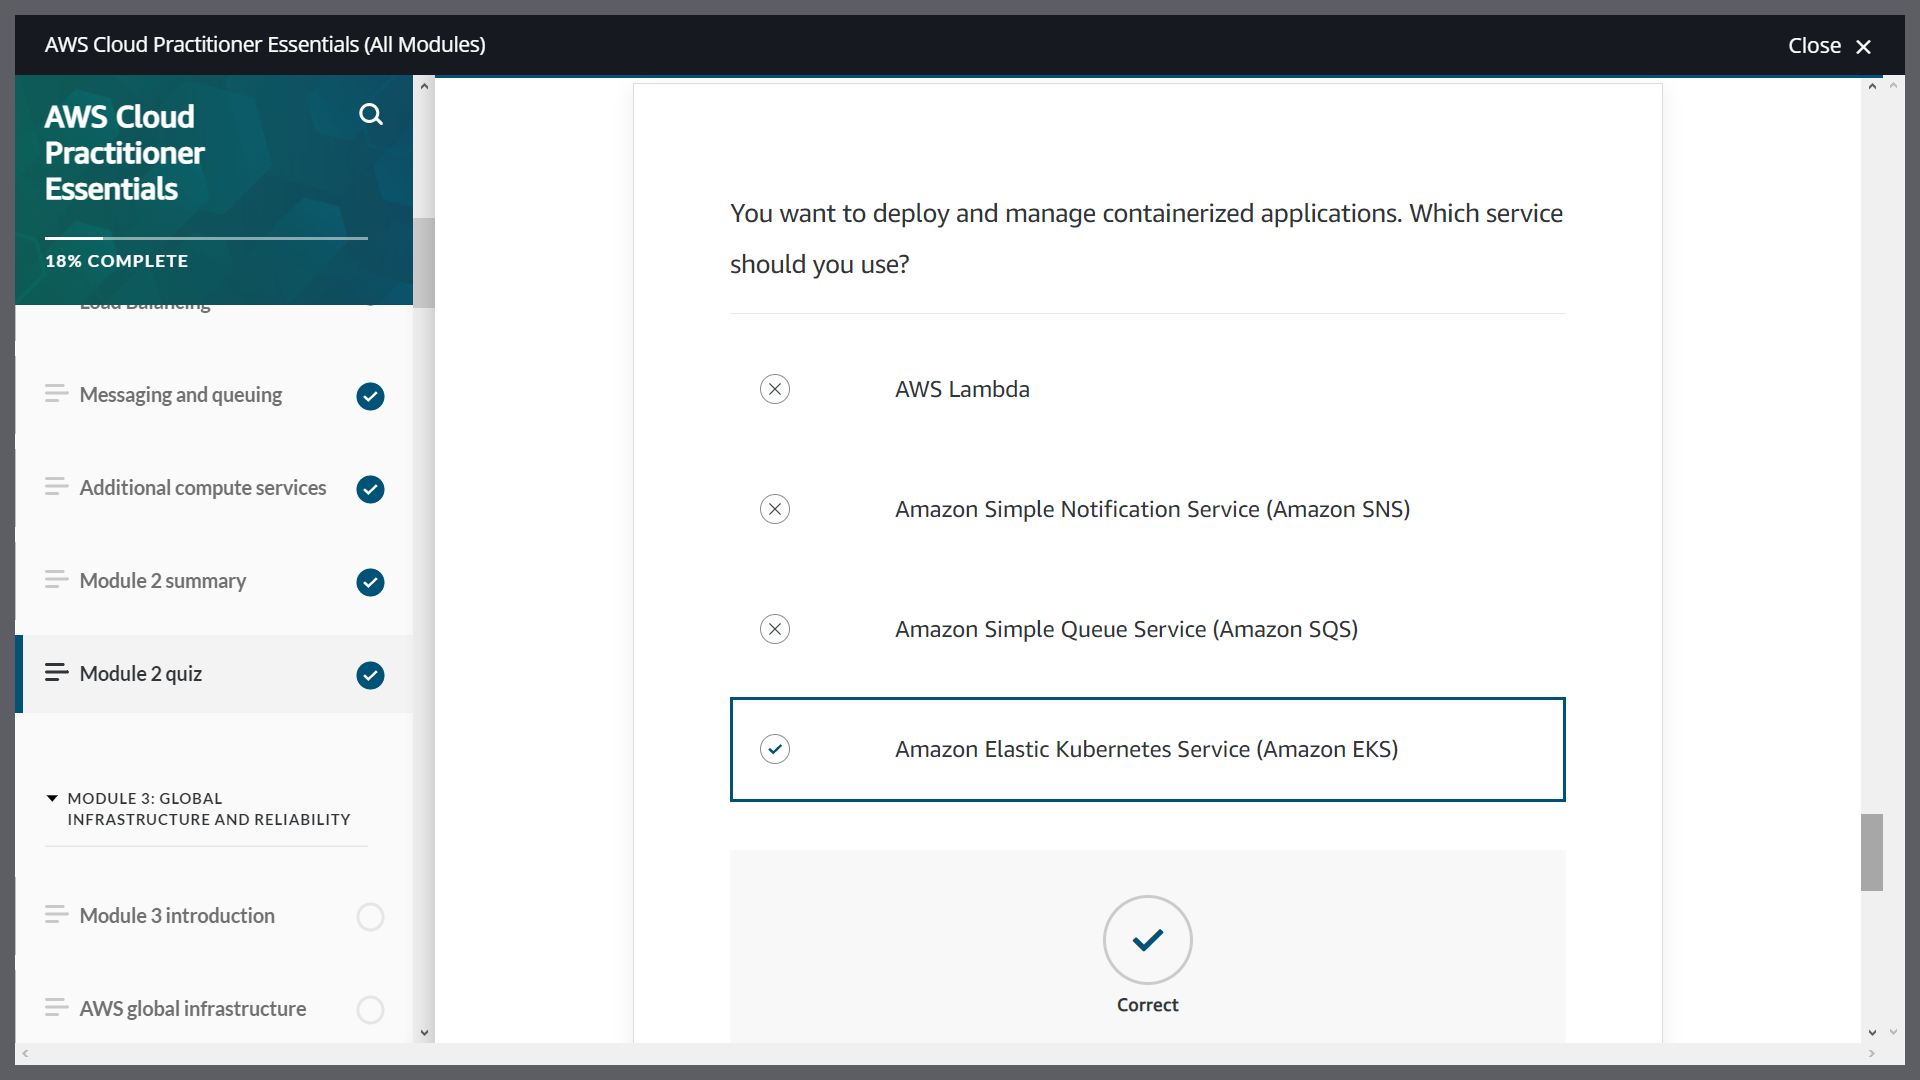 AWS Cloud Practitioner Essentials (All Modules)
Close
AWS Cloud
Practitioner
Essentials
18% COMPLETE
Load Balancing
Messaging and queuing
Additional compute services
Module 2 summary
Module 2 quiz
MODULE 3: GLOBAL
INFRASTRUCTURE AND RELIABILITY
Module 3 introduction
AWS global infrastructure
You want to deploy and manage containerized applications. Which service
should you use?
AWS Lambda
Amazon Simple Notification Service (Amazon SNS)
Amazon Simple Queue Service (Amazon SQS)
Amazon Elastic Kubernetes Service (Amazon EKS)
Correct